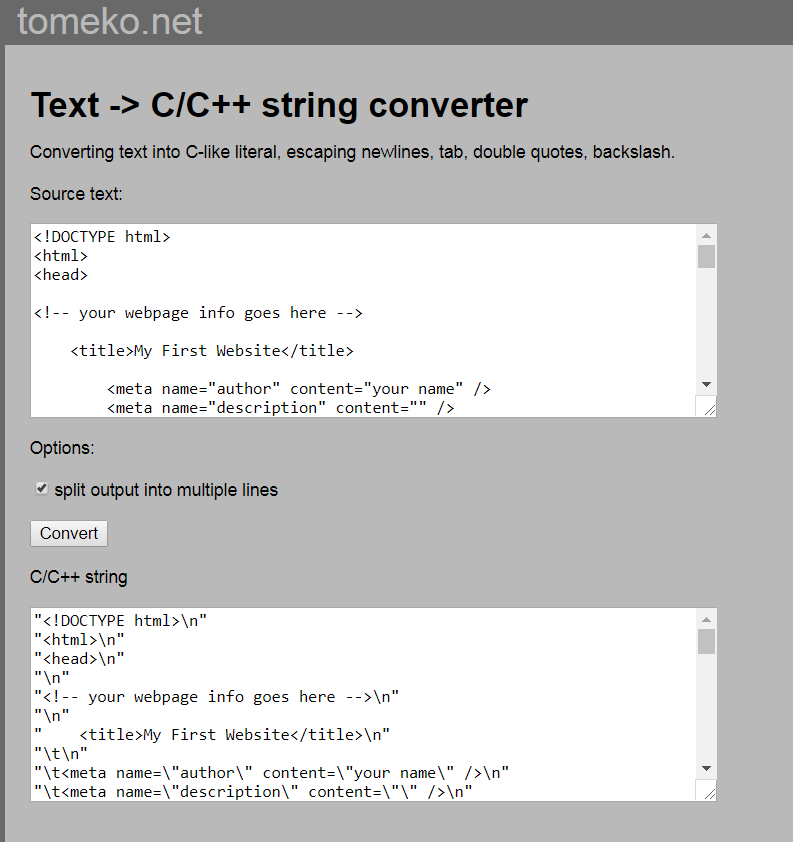 tomeko.net
Text -> C/C++ string converter
Converting text into C-like literal, escaping newlines, tab, double quotes, backslash.
Source text:
<!DOCTYPE html>
<html>
<head>
<!-- your webpage info goes here -->
    <title>My First Website</title>
        <meta name="author" content="your name" />
        <meta name="description" content="" />
Options:
split output into multiple lines
Convert
C/C++ string
"<!DOCTYPE html>\n"
"<html>\n"
"<head>\n"
"\n"
"<!-- your webpage info goes here -->\n"
"\n"
"    <title>My First Website</title>\n"
"\t\n"
"\t<meta name=\"author\" content=\"your name\" />\n"
"\t<meta name=\"description\" content=\"\" />\n"